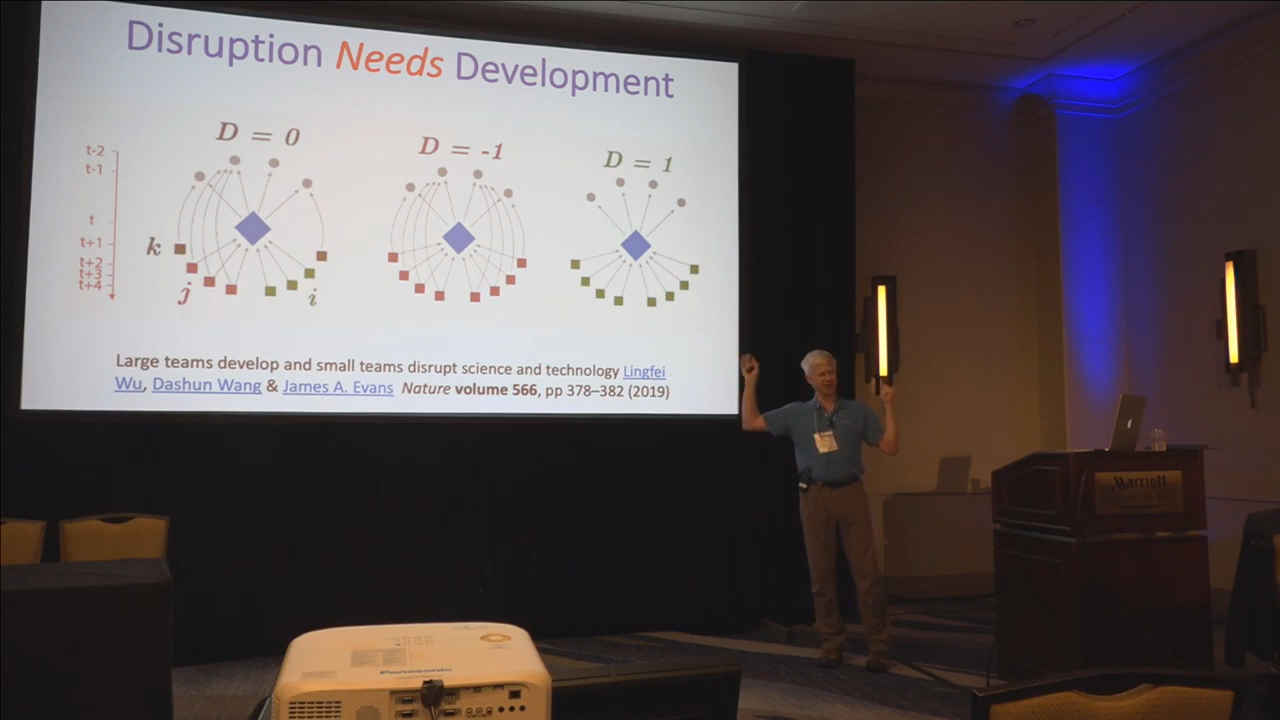 Disruption Needs Development
D = 0
D = -1
D = 1
t-2
t-1
t
t+1
t+2
t+3
t+4
k
j
i
Large teams develop and small teams disrupt science and technology Lingfei
Wu, Dashun Wang & James A. Evans Nature volume 566, pp 378–382 (2019)
Marriott
Panasonic